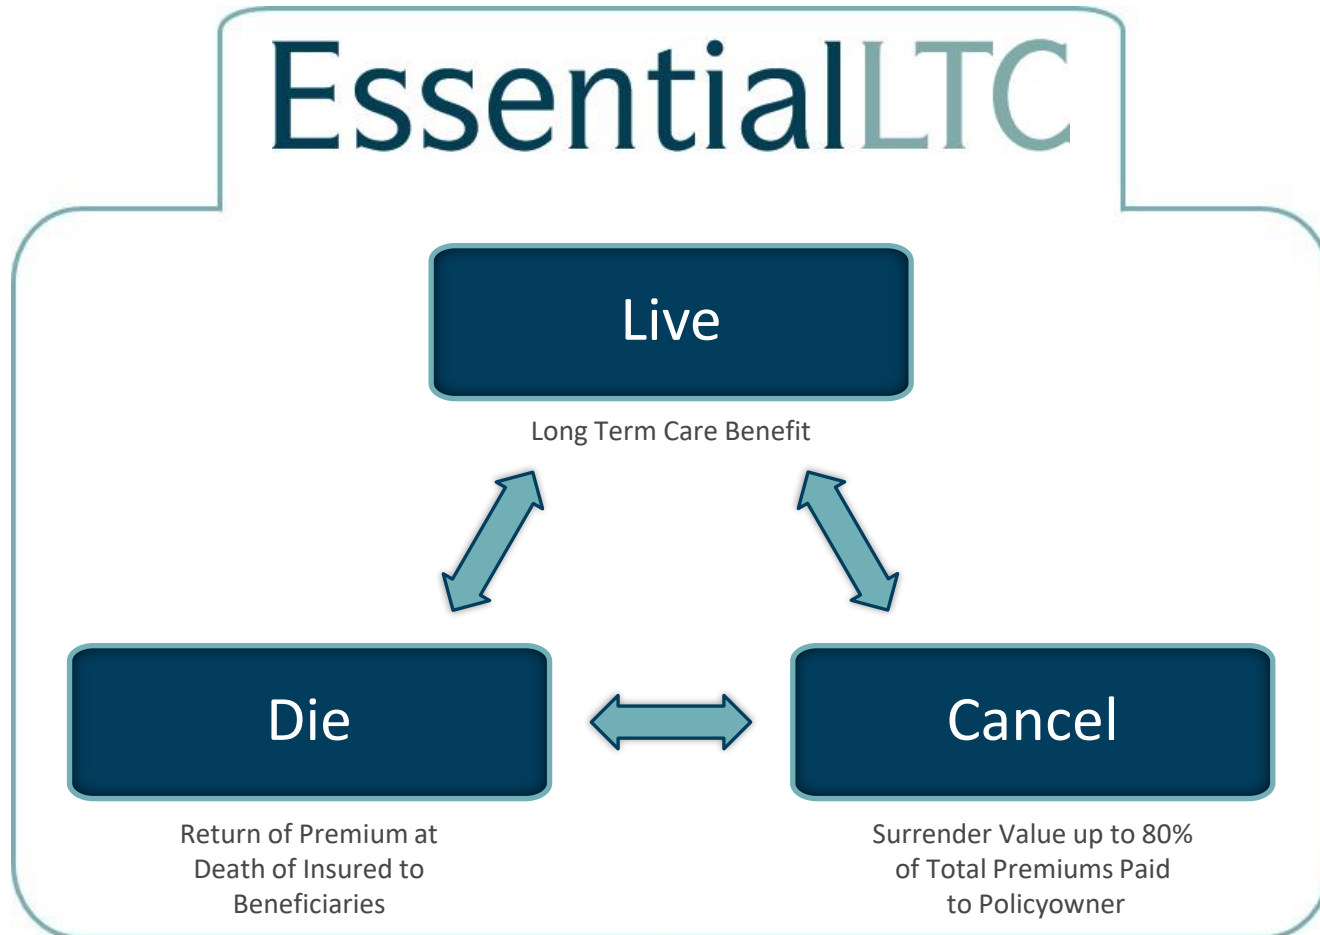 EssentialLTC
Live
Long Term Care Benefit
Die
Cancel
Return of Premium at
Death of Insured to
Beneficiaries
Surrender Value up to 80%
of Total Premiums Paid
to Policyowner